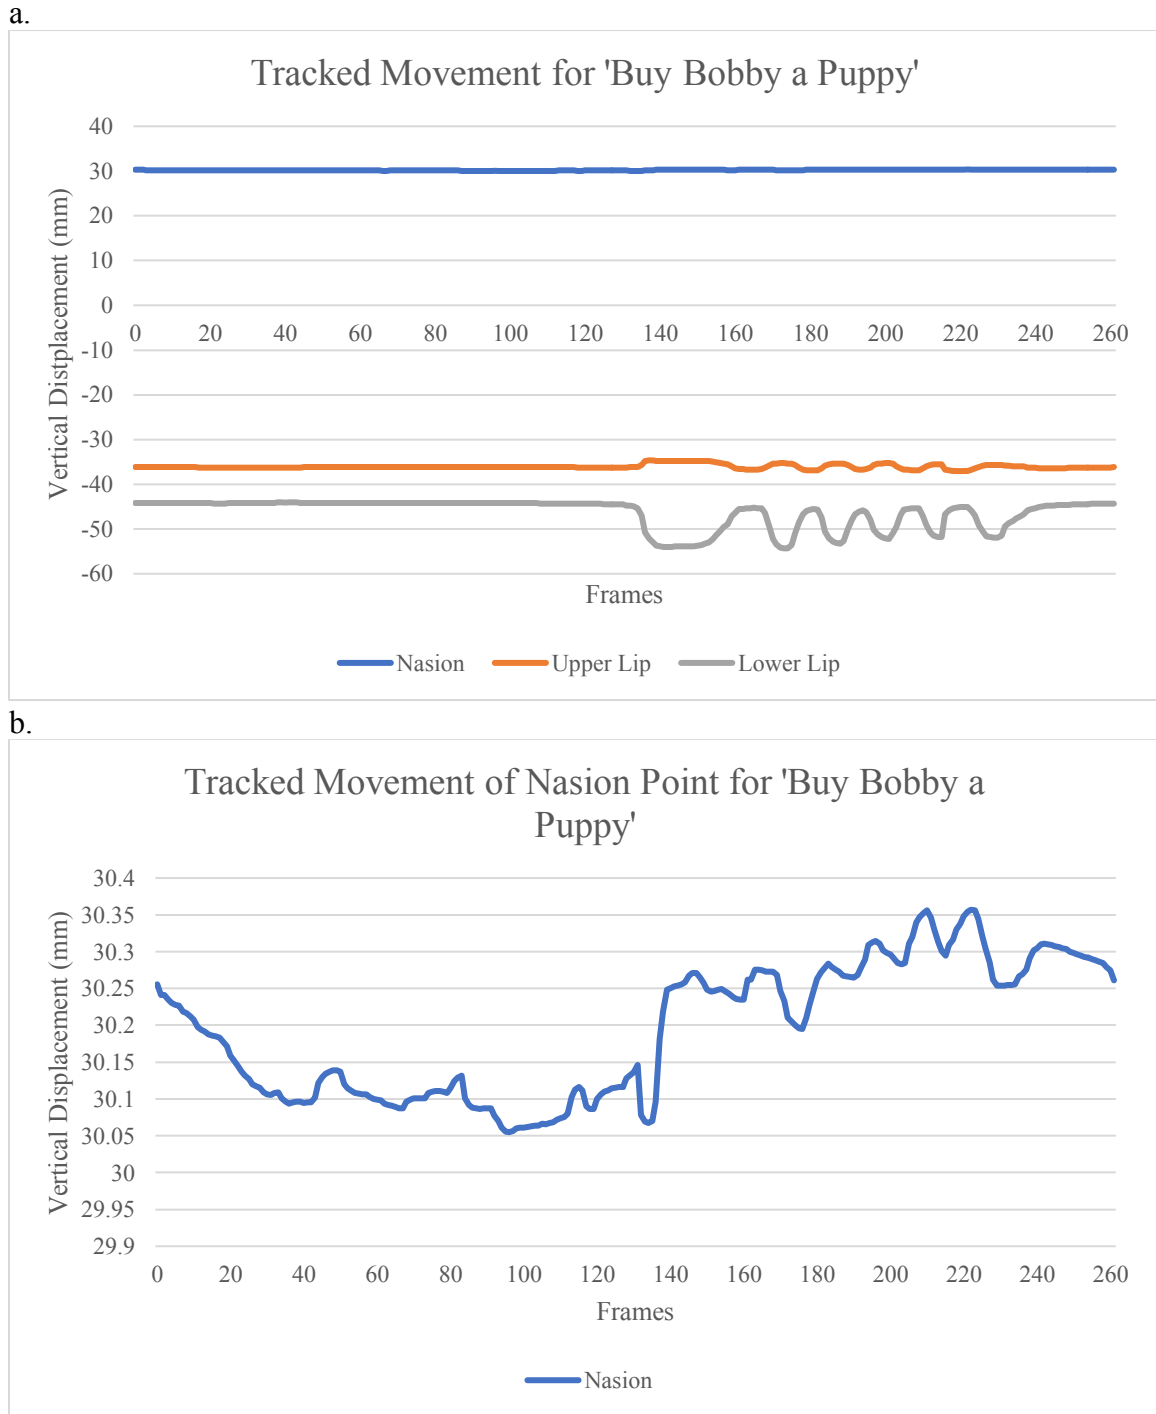 a.
Tracked Movement for 'Buy Bobby a Puppy'
40
30
20
10
0
-10
-20
-30
-40
-50
-60
Vertical Distplacement (mm)
0 20 40 60 80 100 120 140 160 180 200 220 240 260
Frames
Nasion Upper Lip Lower Lip
b.
Tracked Movement of Nasion Point for 'Buy Bobby a
Puppy'
30.4
30.35
30.3
30.25
30.2
30.15
30.1
30.05
30
29.95
29.9
Vertical Displacement (mm)
0 20 40 60 80 100 120 140 160 180 200 220 240 260
Frames
Nasion